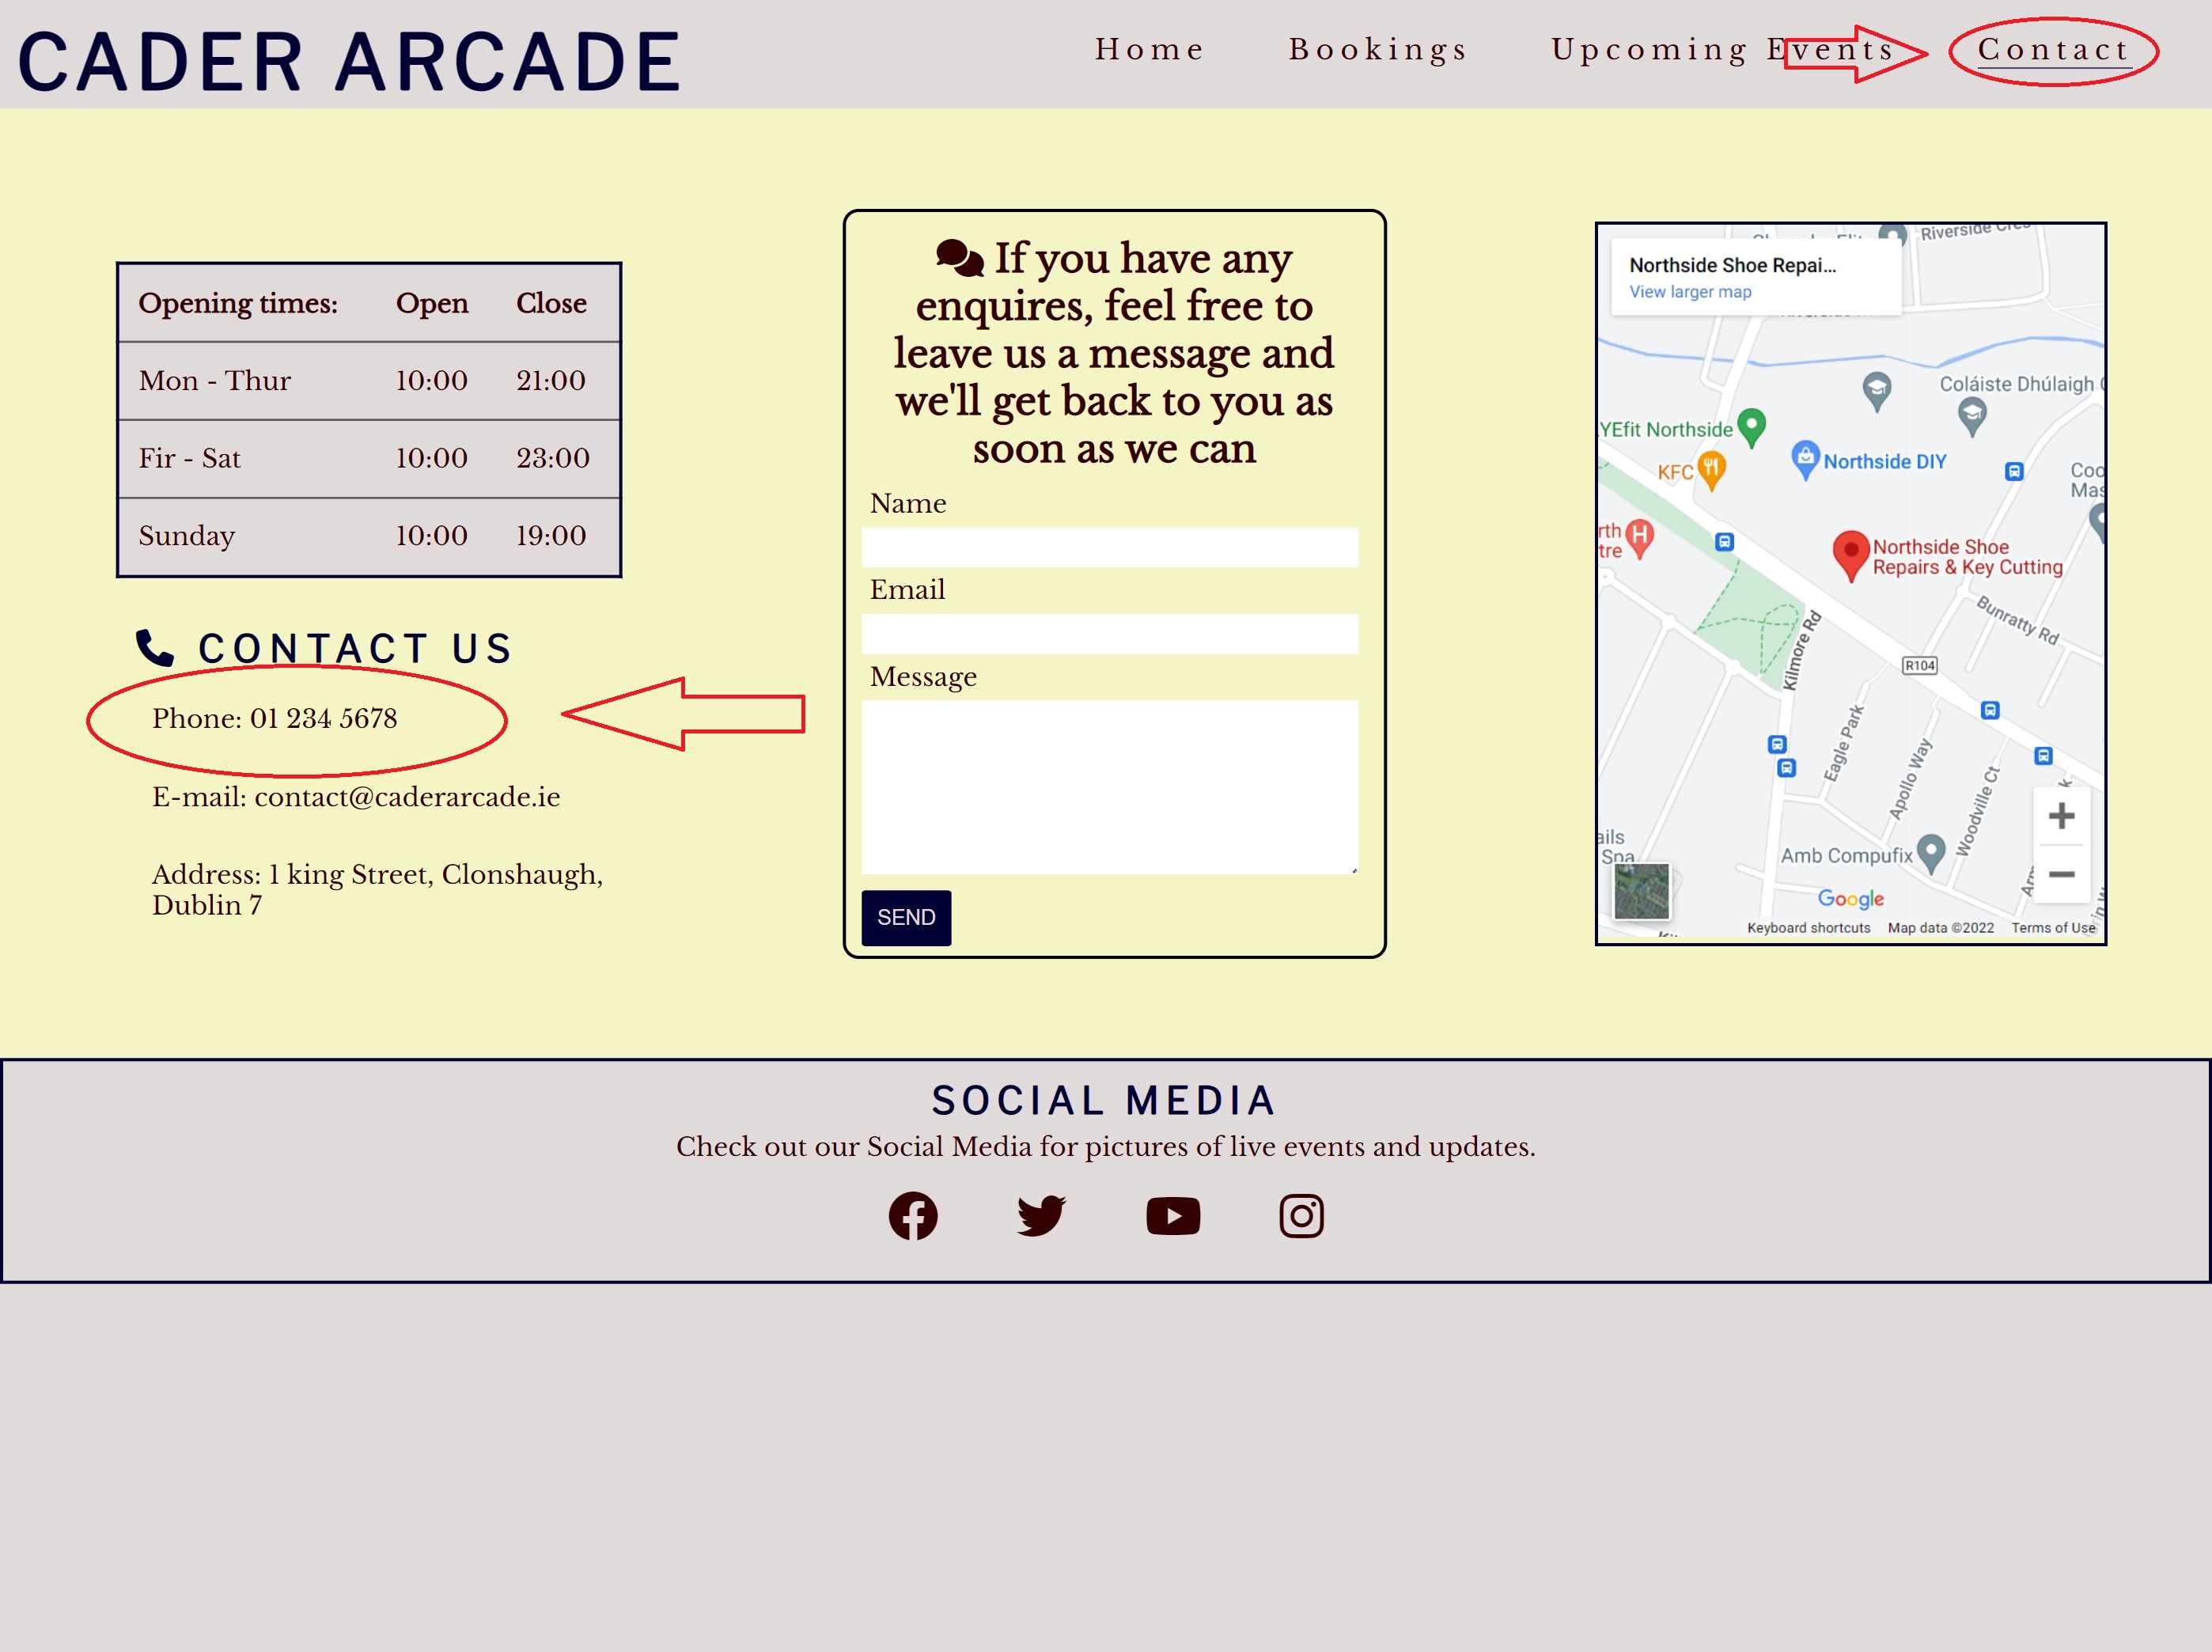 CADER ARCADE
Home Bookings Upcoming Events Contact
Opening times: Open Close
Mon - Thur 10:00 21:00
Fir - Sat 10:00 23:00
Sunday 10:00 19:00
CONTACT US
Phone: 01 234 5678
E-mail: contact@caderarcade.ie
Address: 1 king Street, Clonshaugh,
Dublin 7
If you have any
enquires, feel free to
leave us a message and
we'll get back to you as
soon as we can
Name
Email
Message
SEND
Riverside Cres
Northside Shoe Repai...
View larger map
Coláiste Dhúlaigh
YEfit Northside
KFC
Northside DIY
Coo
Mas
rth
tre
Northside Shoe
Repairs & Key Cutting
Bunratty Rd
Kilmore Rd
R104
Eagle Park
Apollo Way
Woodville Ct
ails
Spa
Amb Compufix
Google
Keyboard shortcuts Map data ©2022 Terms of Use
SOCIAL MEDIA
Check out our Social Media for pictures of live events and updates.